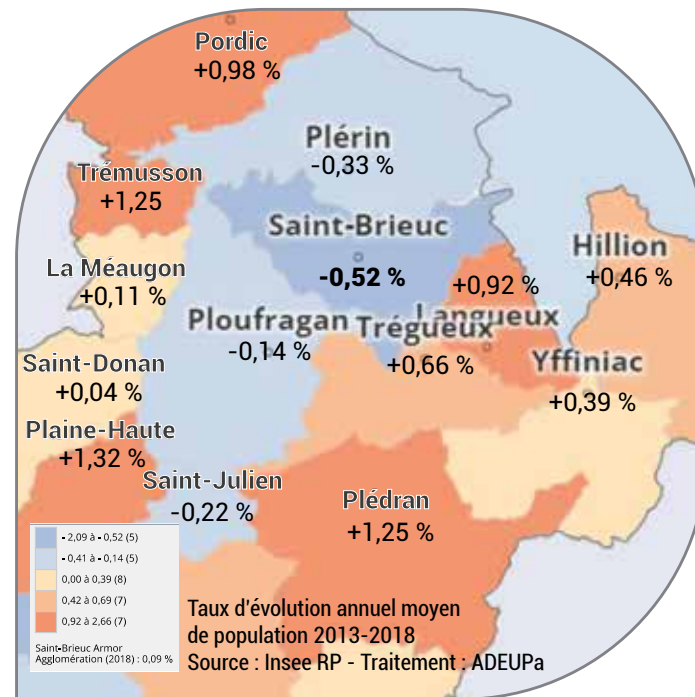 Pordic
+0,98 %
Plérin
-0,33 %
Trémusson
+1,25
Saint-Brieuc
-0,52 %
Hillion
+0,46 %
La Méaugon
+0,11 %
+0,92 %
Langueux
Ploufragan
-0,14 %
Trégueux
+0,66 %
Yffiniac
+0,39 %
Saint-Donan
+0,04 %
Plaine-Haute
+1,32 %
Saint-Julien
-0,22 %
Plédran
+1,25 %
- 2,09 à - 0,52 (5)
- 0,41 à - 0,14 (5)
0,00 à 0,39 (8)
0,42 à 0,69 (7)
0,92 à 2,66 (7)
Saint-Brieuc Armor
Agglomération (2018) : 0,09 %
Taux d'évolution annuel moyen
de population 2013-2018
Source : Insee RP - Traitement : ADEUPa